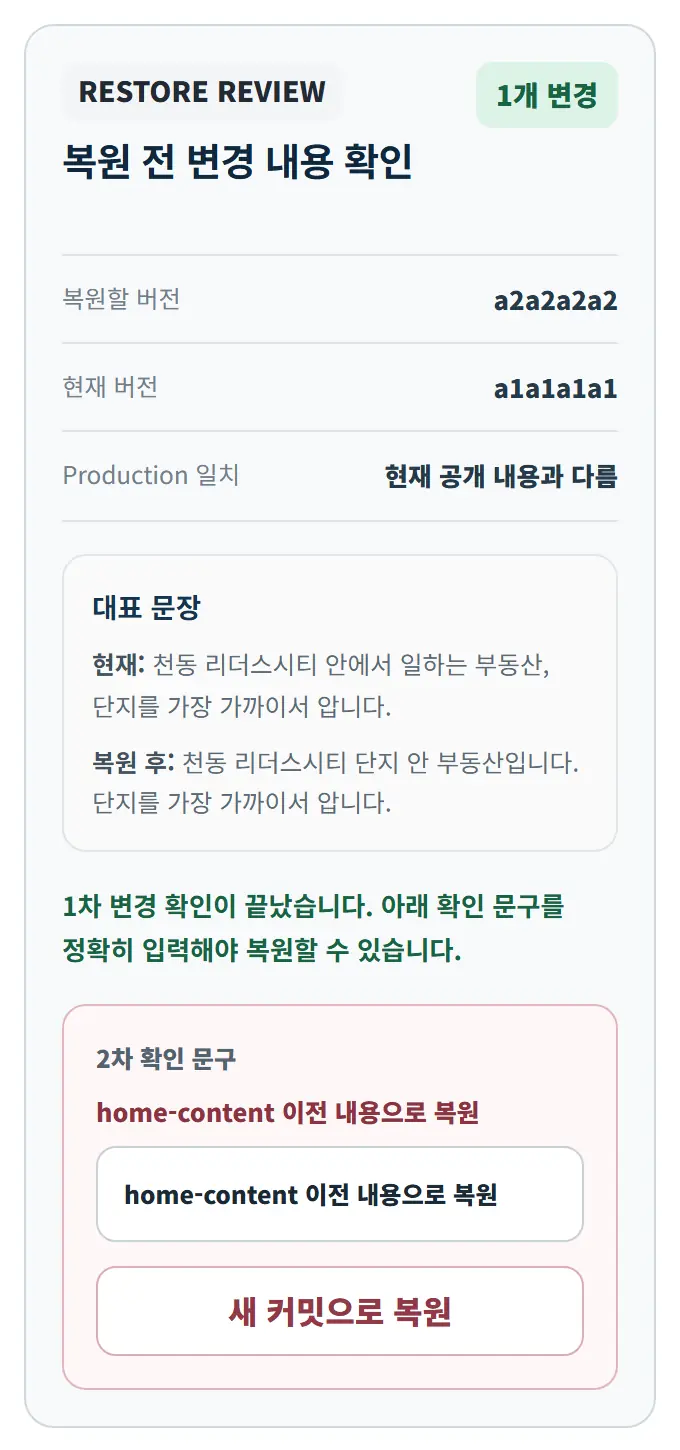 RESTORE REVIEW
1개 변경
복원 전 변경 내용 확인
복원할 버전
a2a2a2a2
현재 버전
a1a1a1a1
Production 일치
현재 공개 내용과 다름
대표 문장
현재: 천동 리더스시티 안에서 일하는 부동산,
단지를 가장 가까이서 압니다.
복원 후: 천동 리더스시티 단지 안 부동산입니다.
단지를 가장 가까이서 압니다.
1차 변경 확인이 끝났습니다. 아래 확인 문구를
정확히 입력해야 복원할 수 있습니다.
2차 확인 문구
home-content 이전 내용으로 복원
home-content 이전 내용으로 복원
새 커밋으로 복원